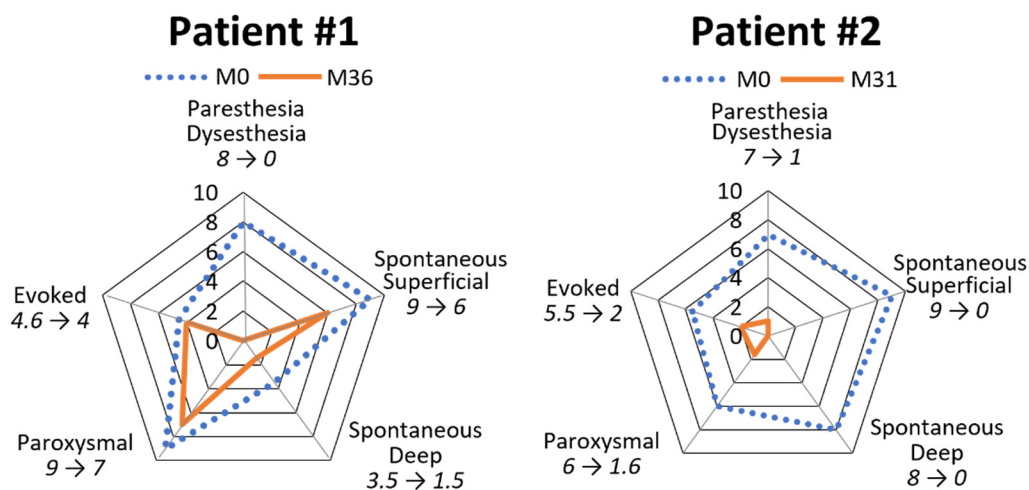 Patient #1
M0 M36
Paresthesia
Dysesthesia
8 → 0
10
8
6
4
2
0
Spontaneous
Superficial
9 → 6
Evoked
4.6 → 4
Paroxysmal
9 → 7
Spontaneous
Deep
3.5 → 1.5
Patient #2
M0 M31
Paresthesia
Dysesthesia
7 → 1
10
8
6
4
2
0
Spontaneous
Superficial
9 → 0
Evoked
5.5 → 2
Paroxysmal
6 → 1.6
Spontaneous
Deep
8 → 0